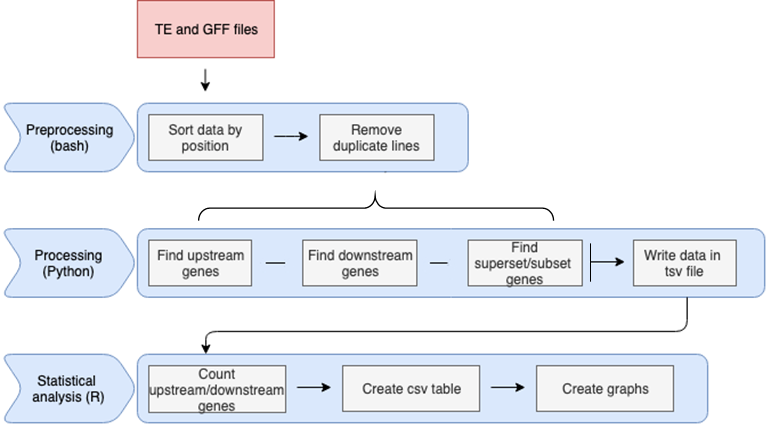 TE and GFF files
Preprocessing
(bash)
Sort data by
position
Remove
duplicate lines
Processing
(Python)
Find upstream
genes
Find downstream
genes
Find
superset/subset
genes
Write data in
tsv file
Statistical
analysis (R)
Count
upstream/downstream
genes
Create csv table
Create graphs